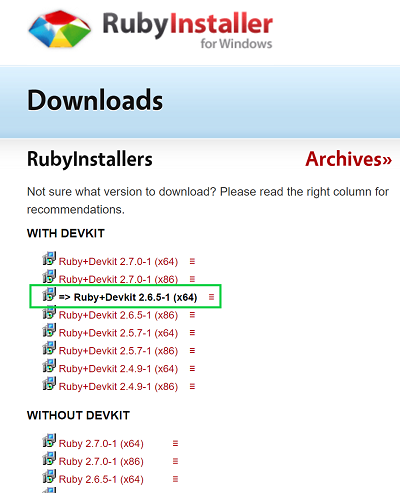 RubyInstaller
for Windows
Downloads
RubyInstallers Archives»
Not sure what version to download? Please read the right column for
recommendations.
WITH DEVKIT
Ruby+Devkit 2.7.0-1 (x64) ≡
Ruby+Devkit 2.7.0-1 (x86) ≡
=> Ruby+Devkit 2.6.5-1 (x64) ≡
Ruby+Devkit 2.6.5-1 (x86) ≡
Ruby+Devkit 2.5.7-1 (x64) ≡
Ruby+Devkit 2.5.7-1 (x86) ≡
Ruby+Devkit 2.4.9-1 (x64) ≡
Ruby+Devkit 2.4.9-1 (x86) ≡
WITHOUT DEVKIT
Ruby 2.7.0-1 (x64) ≡
Ruby 2.7.0-1 (x86) ≡
Ruby 2.6.5-1 (x64) ≡